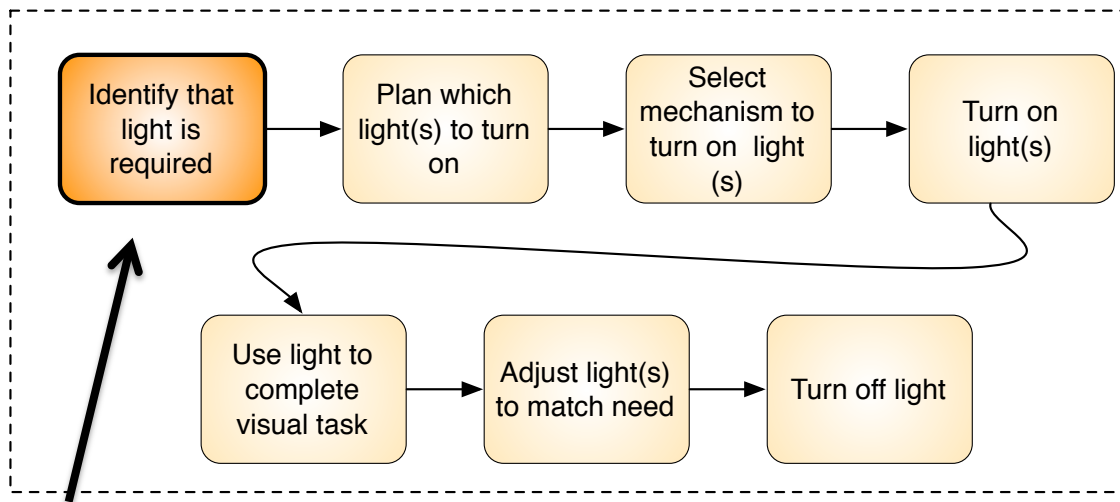 Identify that
light is
required
Plan which
light(s) to turn
on
Select
mechanism to
turn on light
(s)
Turn on
light(s)
Use light to
complete
visual task
Adjust light(s)
to match need
Turn off light